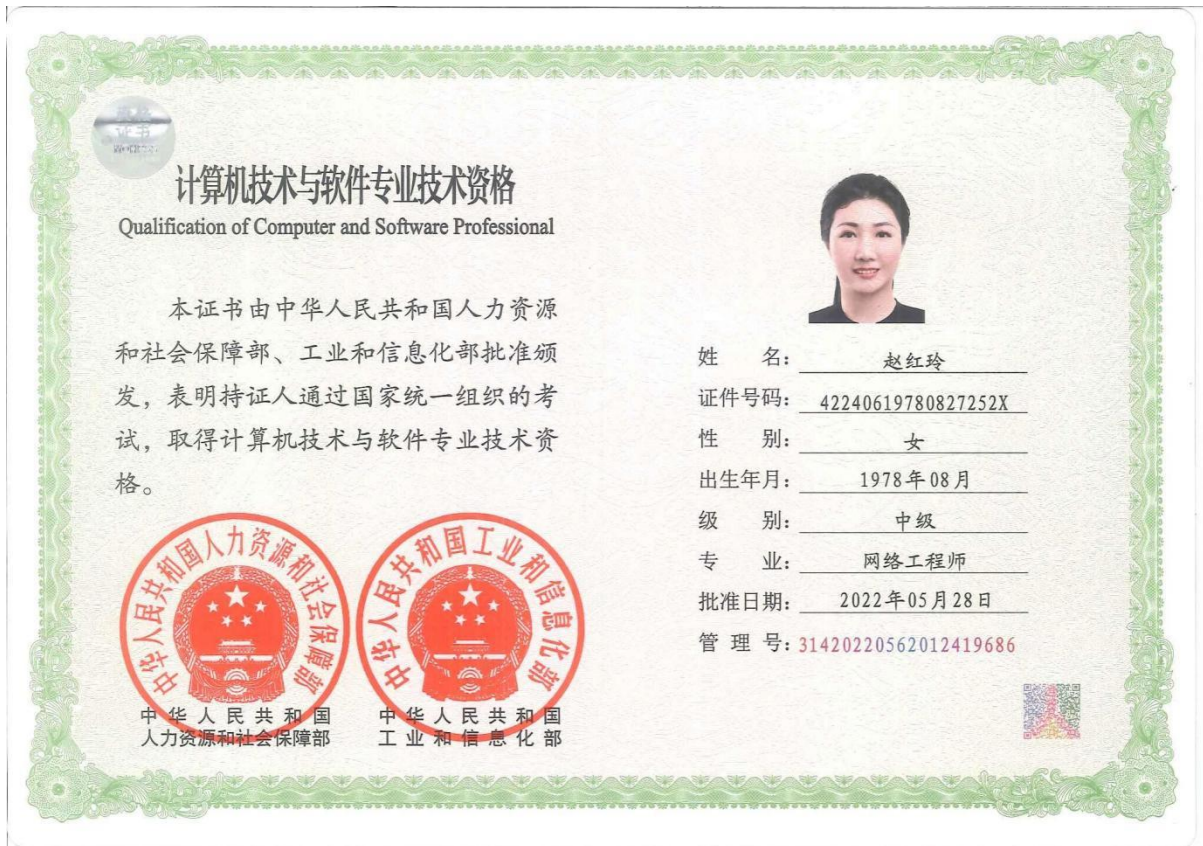 资格
证书
计算机技术与软件专业技术资格
Qualification of Computer and Software Professional
本证书由中华人民共和国人力资源
和社会保障部、工业和信息化部批准颁
发，表明持证人通过国家统一组织的考
试，取得计算机技术与软件专业技术资
格。
中华人民共和国人力资源和社会保障部
中华人民共和国工业和信息化部
中华人民共和国
人力资源和社会保障部
中华人民共和国
工业和信息化部
姓 名： 赵红玲
证件号码： 42240619780827252X
性 别： 女
出生年月： 1978年08月
级 别： 中级
专 业： 网络工程师
批准日期： 2022年05月28日
管 理 号: 31420220562012419686